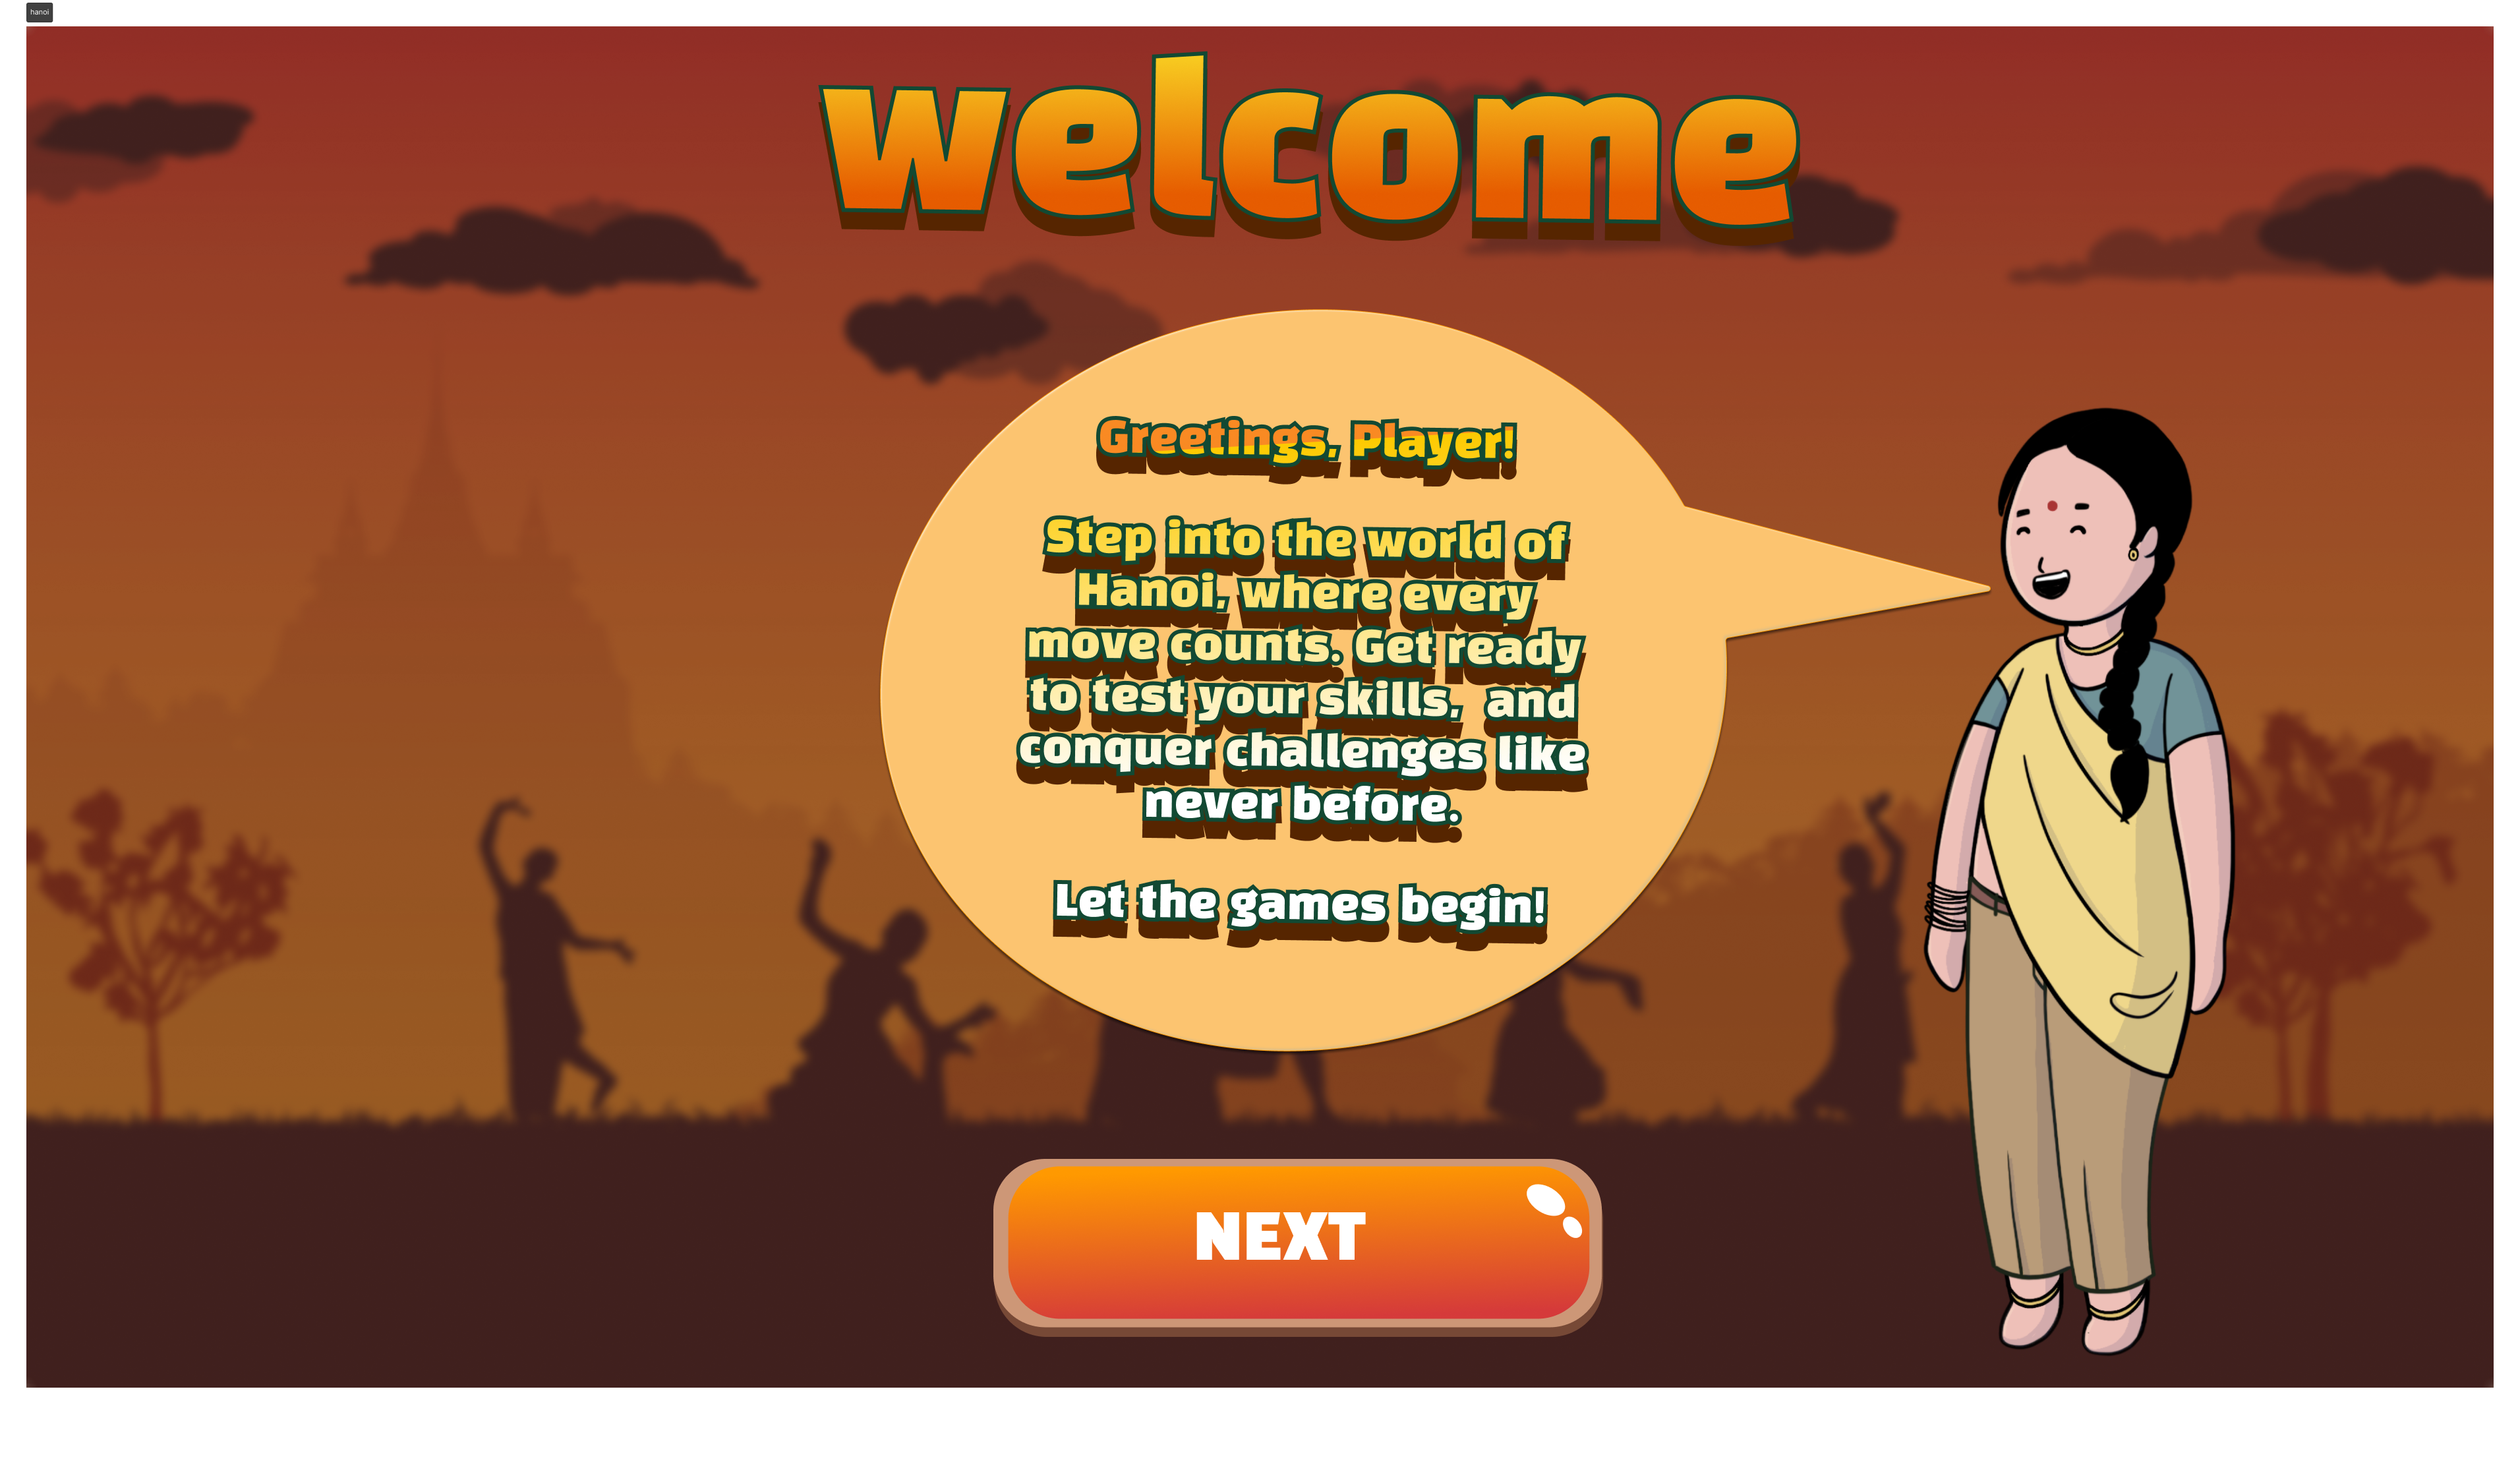 hanoi
welcome
Greetings, Player!
Step into the world of
Hanoi, where every
move counts. Get ready
to test your skills, and
conquer challenges like
never before.
Let the games begin!
NEXT